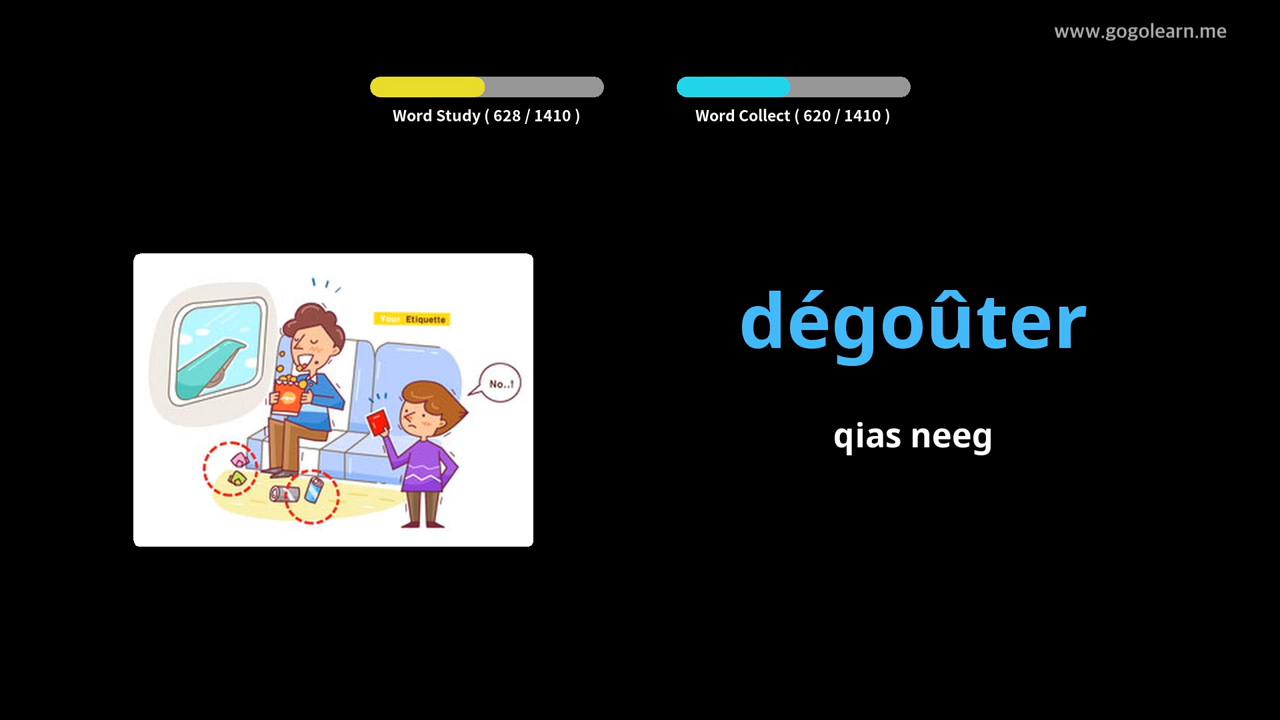 www.gogolearn.me
Word Study ( 628 / 1410 )
Word Collect ( 620 / 1410 )
Your Etiquette
No..!
dégoûter
qias neeg